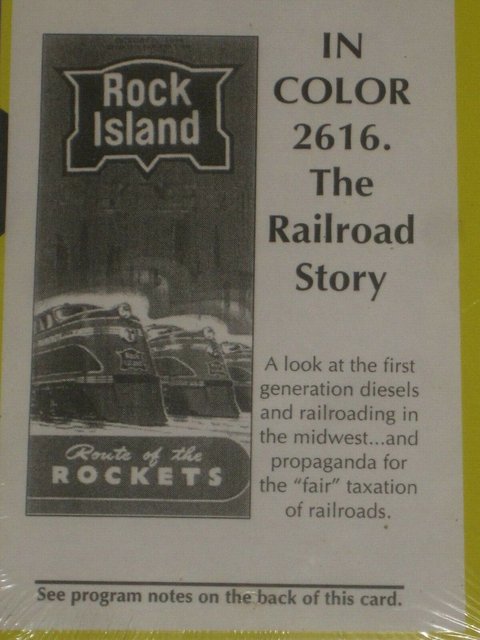 Rock
Island
Route of the
ROCKETS
IN
COLOR
2616.
The
Railroad
Story
A look at the first
generation diesels
and railroading in
the midwest...and
propaganda for
the “fair” taxation
of railroads.
See program notes on the back of this card.